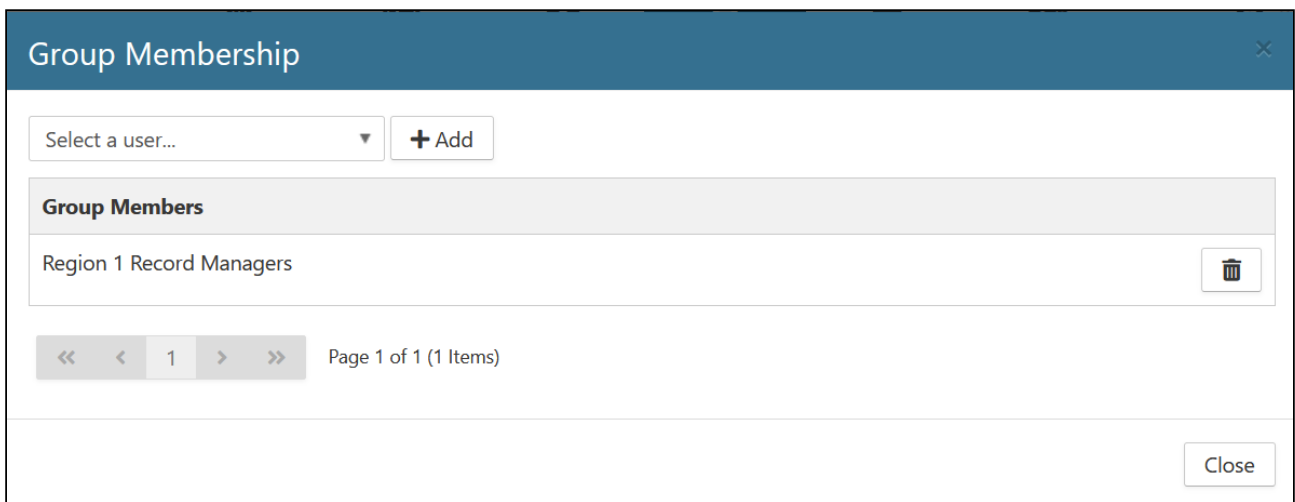 Group Membership
Select a user...
Add
Group Members
Region 1 Record Managers
1
Page 1 of 1 (1 Items)
Close